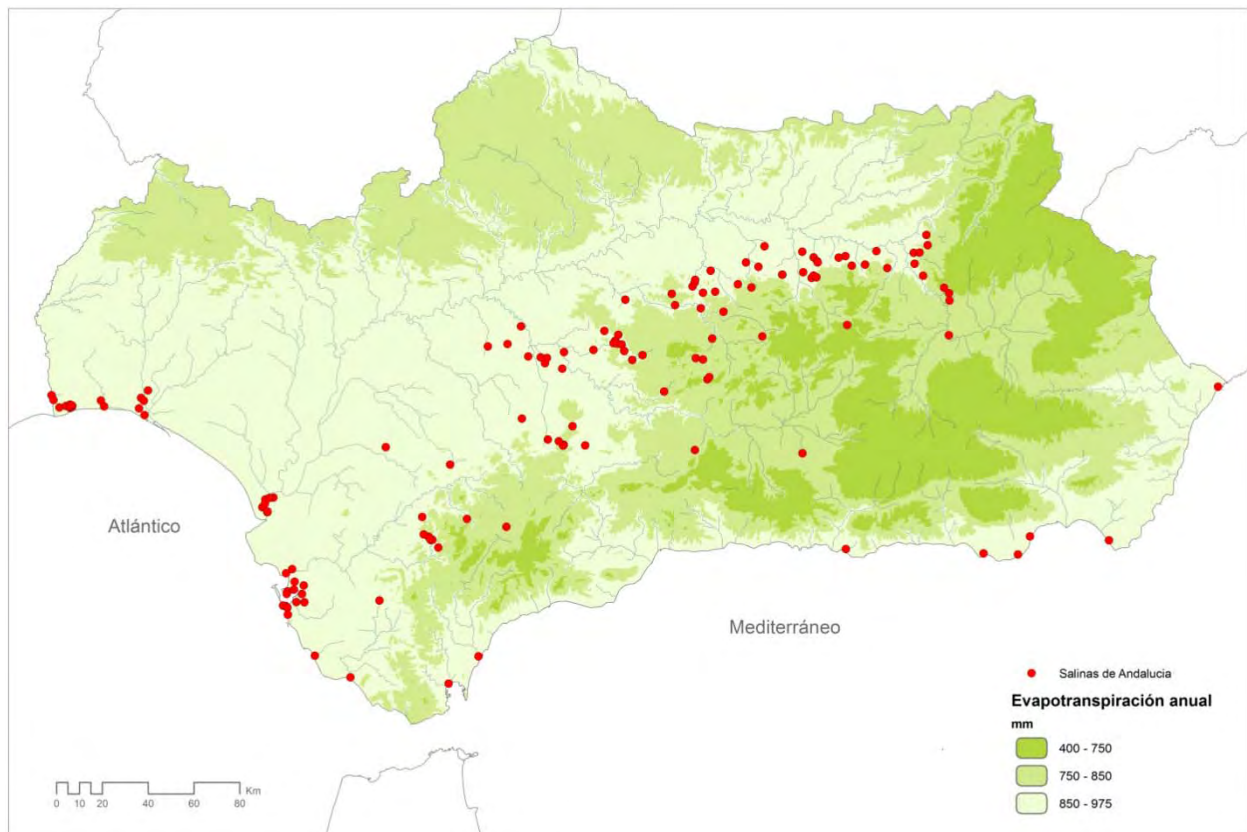 Atlántico
Mediterráneo
Salinas de Andalucia
Evapotranspiración anual
mm
400 - 750
750 - 850
850 - 975
Km
0 10 20 40 60 80